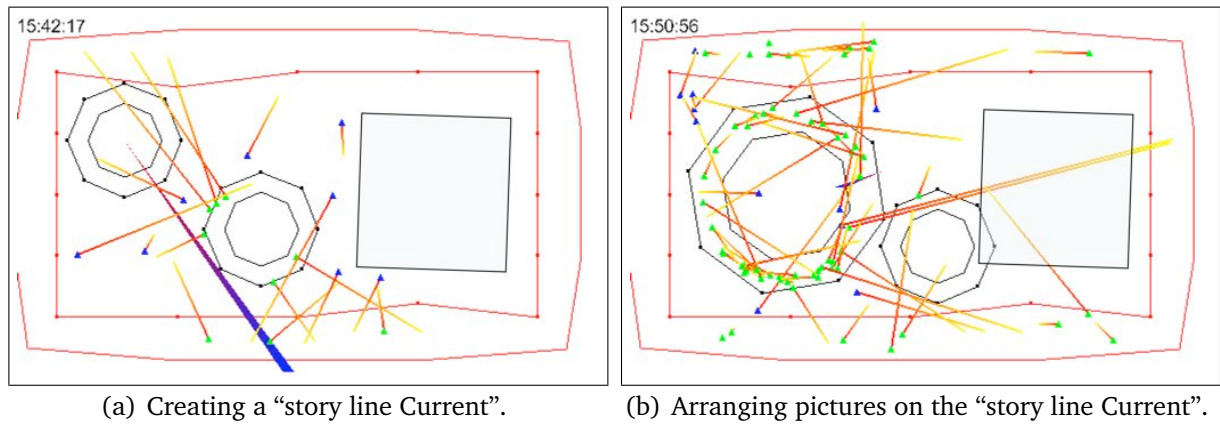 15:42:17
15:50:56
(a) Creating a “story line Current”.
(b) Arranging pictures on the “story line Current”.